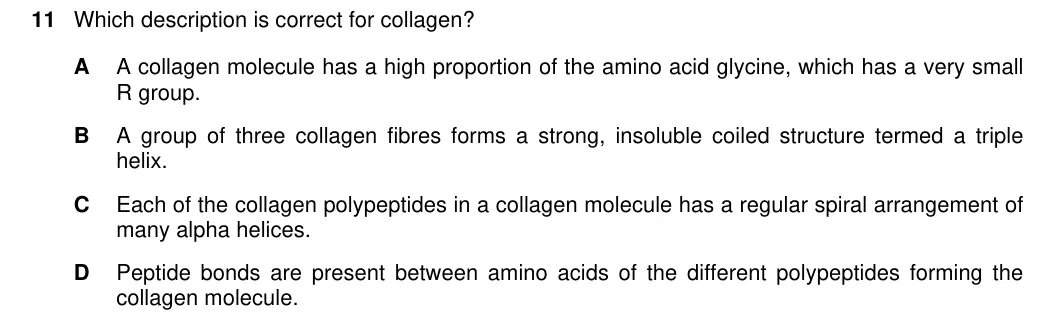 11 Which description is correct for collagen?
A A collagen molecule has a high proportion of the amino acid glycine, which has a very small
R group.
B A group of three collagen fibres forms a strong, insoluble coiled structure termed a triple
helix.
C Each of the collagen polypeptides in a collagen molecule has a regular spiral arrangement of
many alpha helices.
D Peptide bonds are present between amino acids of the different polypeptides forming the
collagen molecule.